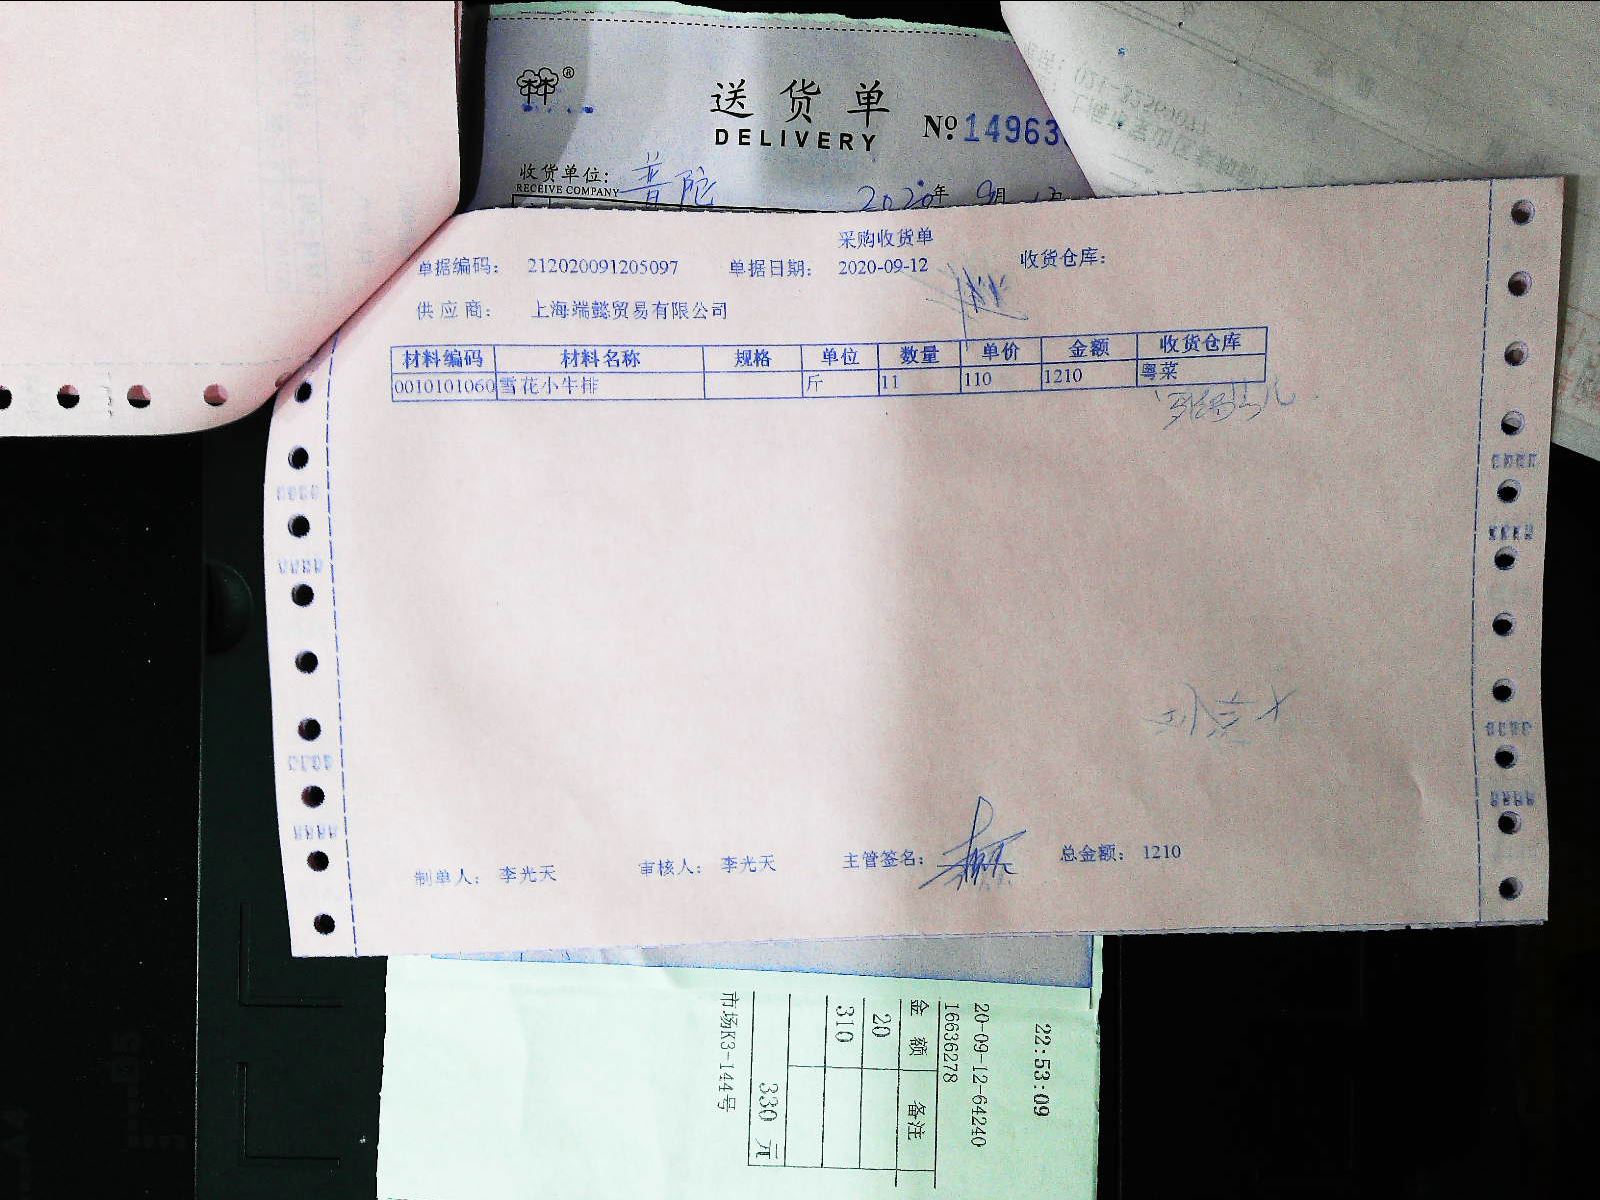 送货单
DELIVERY
№ 14963
收货单位: 普陀
RECEIVE COMPANY
2020年 9月
采购收货单
单据编码: 212020091205097 单据日期: 2020-09-12 收货仓库:
供应商: 上海端懿贸易有限公司
材料编码 材料名称 规格 单位 数量 单价 金额 收货仓库
0010101060 雪花小牛排 斤 11 110 1210 粤菜
制单人: 李光天 审核人: 李光天 主管签名: 总金额: 1210
22:53:09
20-09-12-64240
16636278
金额 备注
20
310
330 元
市场K3-144号